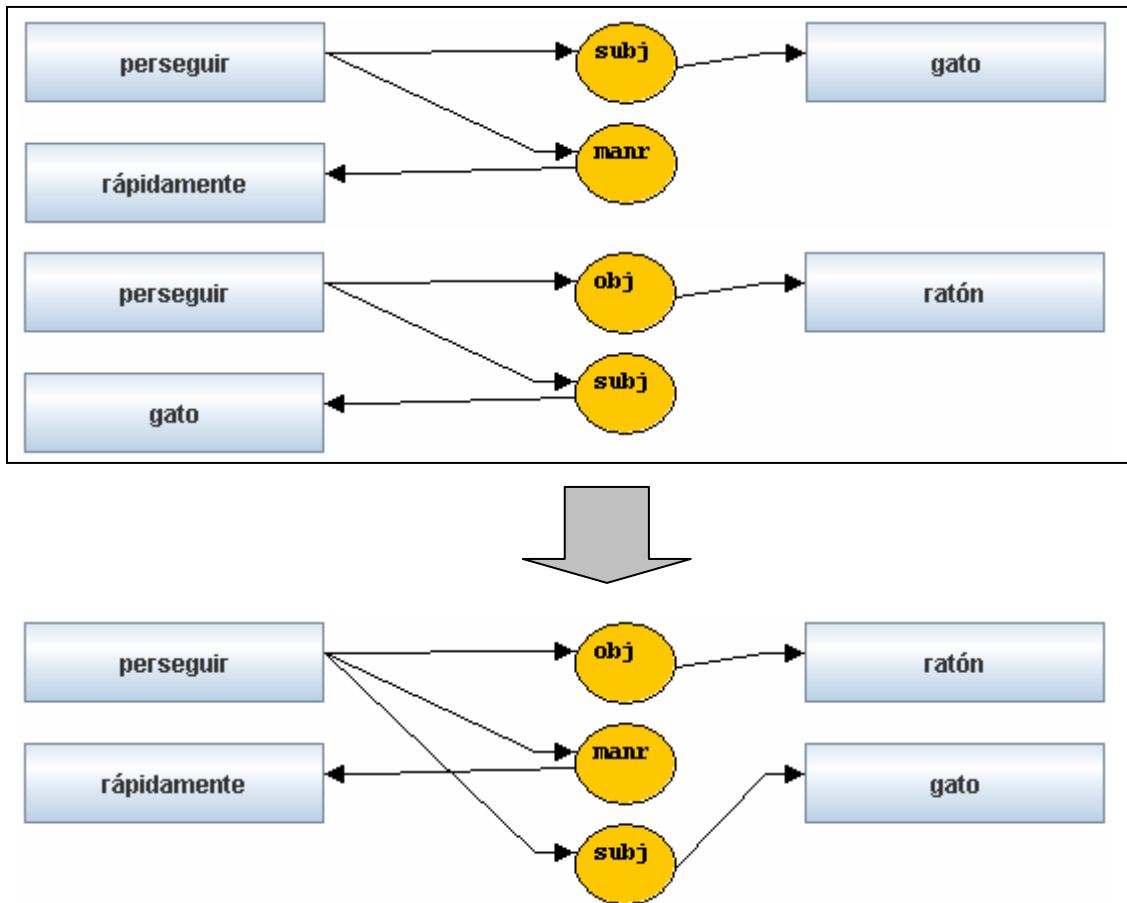 perseguir
subj
gato
manr
rápidamente
perseguir
obj
ratón
subj
gato
perseguir
obj
ratón
manr
rápidamente
gato
subj